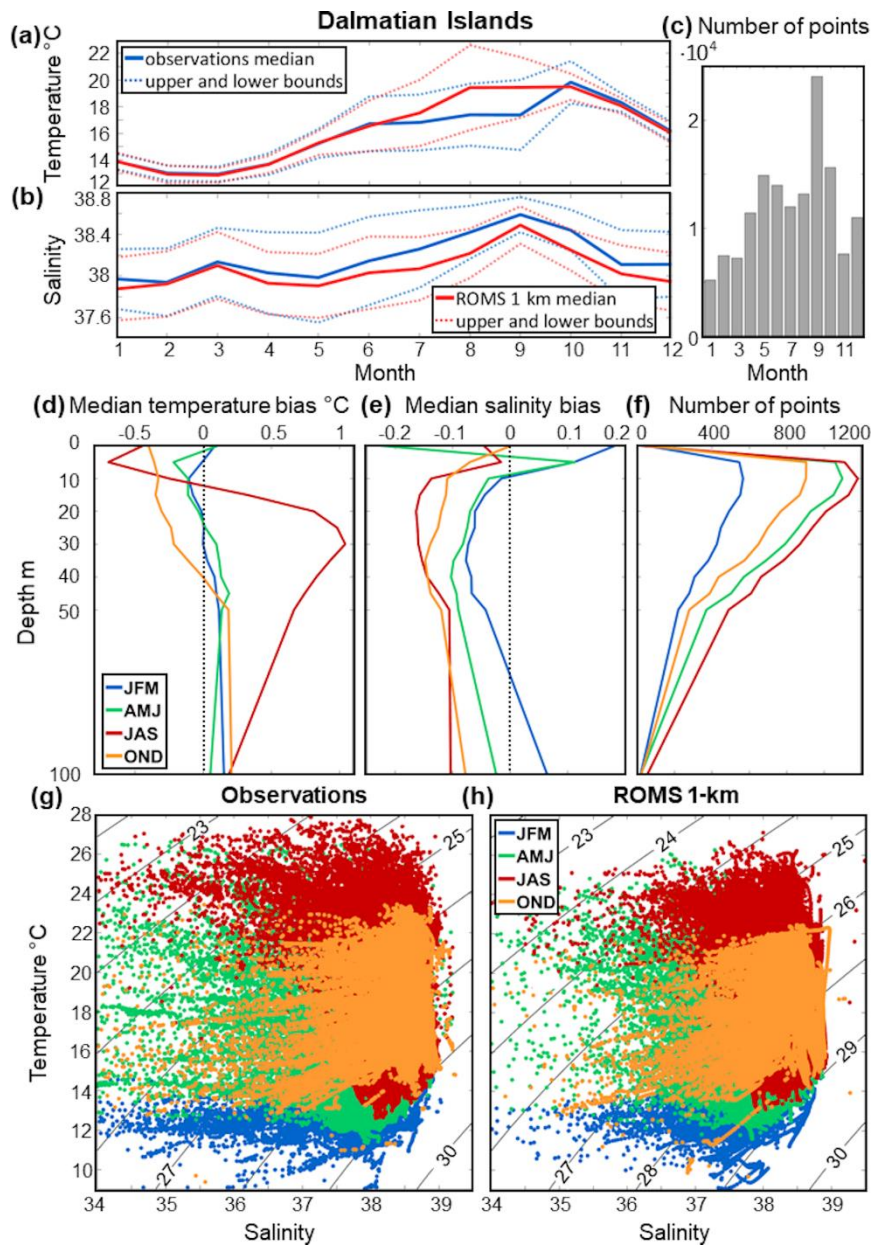 Dalmatian Islands
(a)
Temperature °C
22
20
18
16
14
12
observations median
upper and lower bounds
(b)
Salinity
38.8
38.4
38
37.6
ROMS 1 km median
upper and lower bounds
1 2 3 4 5 6 7 8 9 10 11 12
Month
(c) Number of points
·10⁴
2
1
1 3 5 7 9 11
Month
(d) Median temperature bias °C
-0.5 0 0.5 1
Depth m
0
10
20
30
40
50
100
JFM
AMJ
JAS
OND
(e) Median salinity bias
-0.2 -0.1 0 0.1 0.2
(f) Number of points
0 400 800 1200
(g) Observations
Temperature °C
28
26
24
22
20
18
16
14
12
10
23
25
27
30
34 35 36 37 38 39
Salinity
(h) ROMS 1-km
JFM
AMJ
JAS
OND
24
25
26
27
28
29
30
34 35 36 37 38 39
Salinity